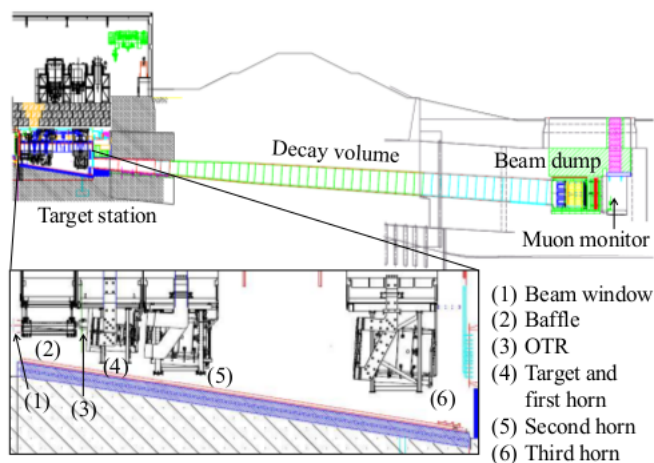 Decay volume
Beam dump
Target station
Muon monitor
(1) Beam window
(2) Baffle
(3) OTR
(4) Target and
first horn
(5) Second horn
(6) Third horn
(2)
(4)
(5)
(6)
(1)
(3)